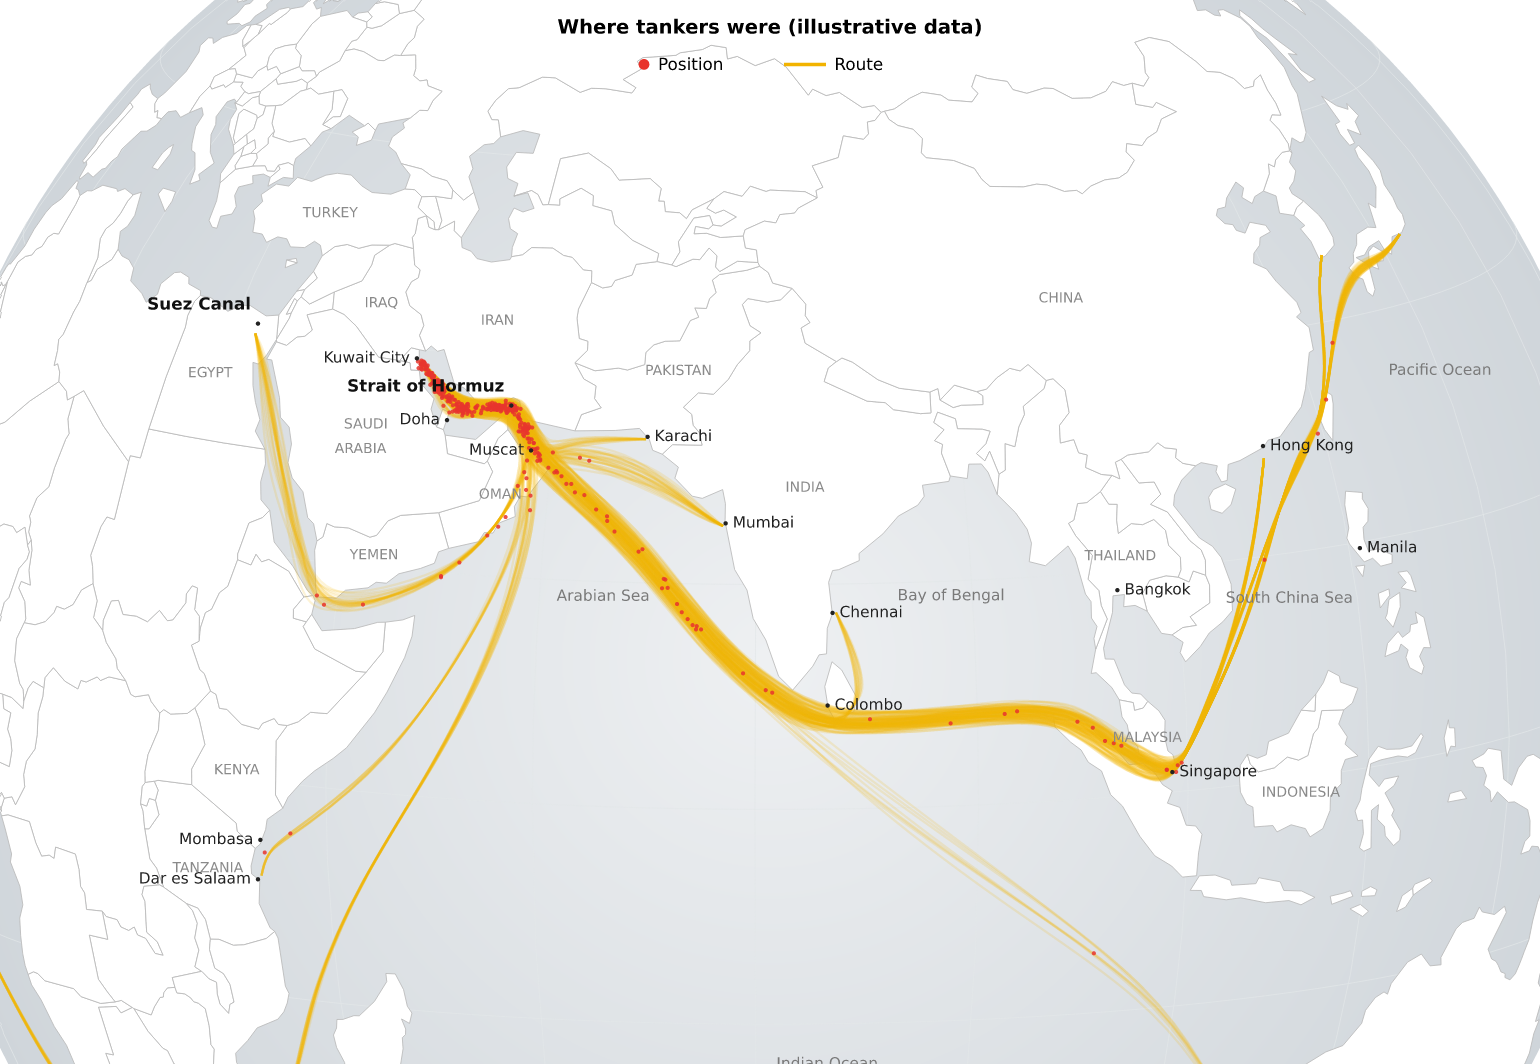 Where tankers were (illustrative data)
Position
Route
TURKEY
CHINA
Suez Canal
IRAQ
IRAN
Kuwait City
EGYPT
PAKISTAN
Pacific Ocean
Strait of Hormuz
SAUDI
ARABIA
Doha
Muscat
Karachi
Hong Kong
OMAN
INDIA
Mumbai
YEMEN
THAILAND
Manila
Arabian Sea
Bay of Bengal
Bangkok
South China Sea
Chennai
Colombo
MALAYSIA
KENYA
Singapore
INDONESIA
Mombasa
TANZANIA
Dar es Salaam
Indian Ocean